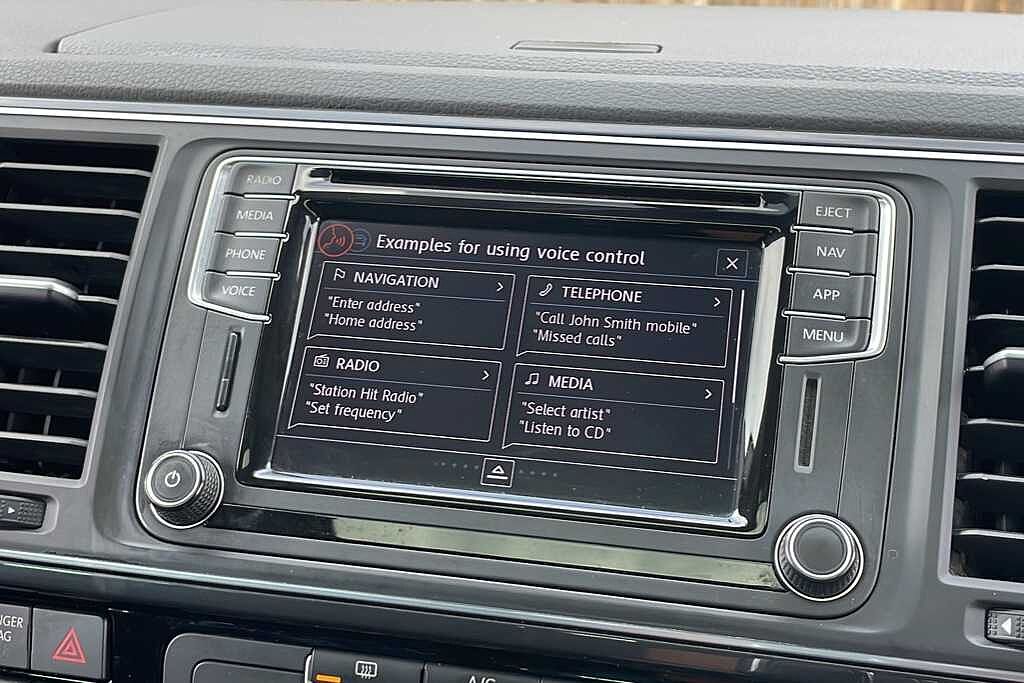 RADIO
MEDIA
PHONE
VOICE
EJECT
NAV
APP
MENU
Examples for using voice control
NAVIGATION
"Enter address"
"Home address"
TELEPHONE
"Call John Smith mobile"
"Missed calls"
RADIO
"Station Hit Radio"
"Set frequency"
MEDIA
"Select artist"
"Listen to CD"
A/C